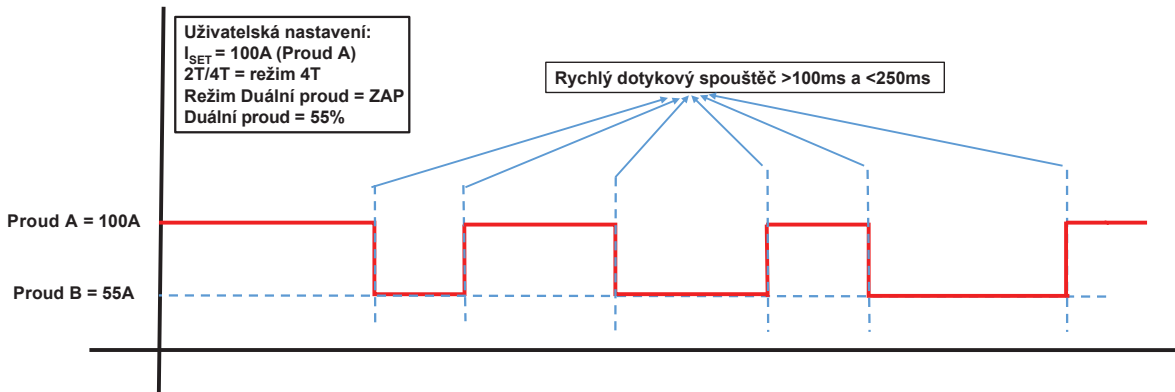 Uživatelská nastavení:
I_SET = 100A (Proud A)
2T/4T = režim 4T
Režim Duální proud = ZAP
Duální proud = 55%
Rychlý dotykový spouštěč >100ms a <250ms
Proud A = 100A
Proud B = 55A